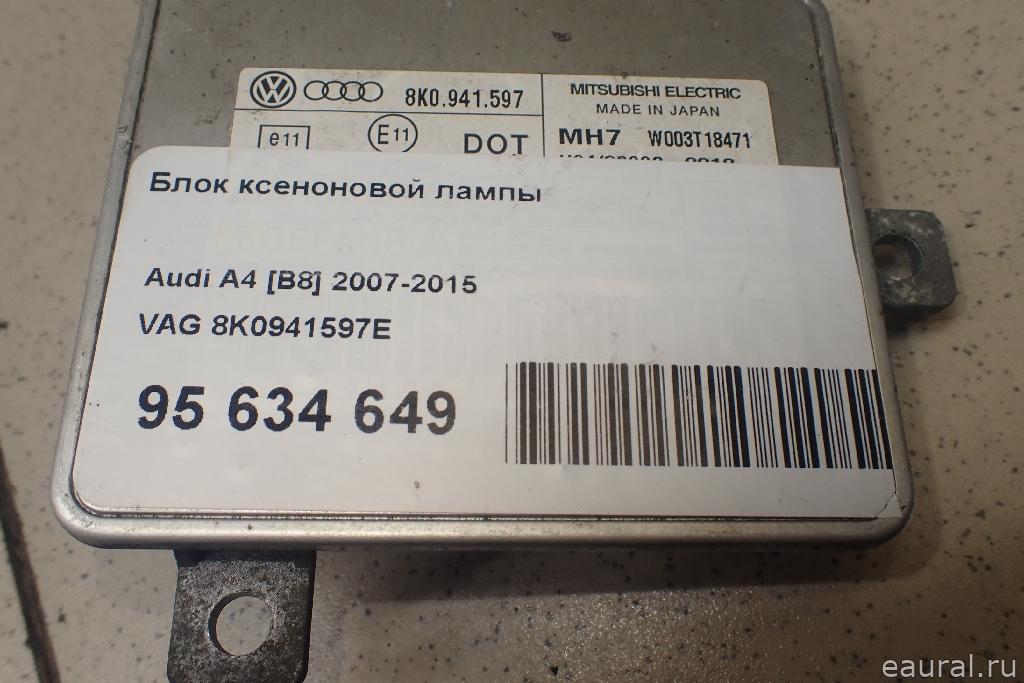 8K0.941.597
MITSUBISHI ELECTRIC
MADE IN JAPAN
e11
E11
DOT
MH7 W003T18471
Блок ксеноновой лампы
Audi A4 [B8] 2007-2015
VAG 8K0941597E
95 634 649
eaural.ru